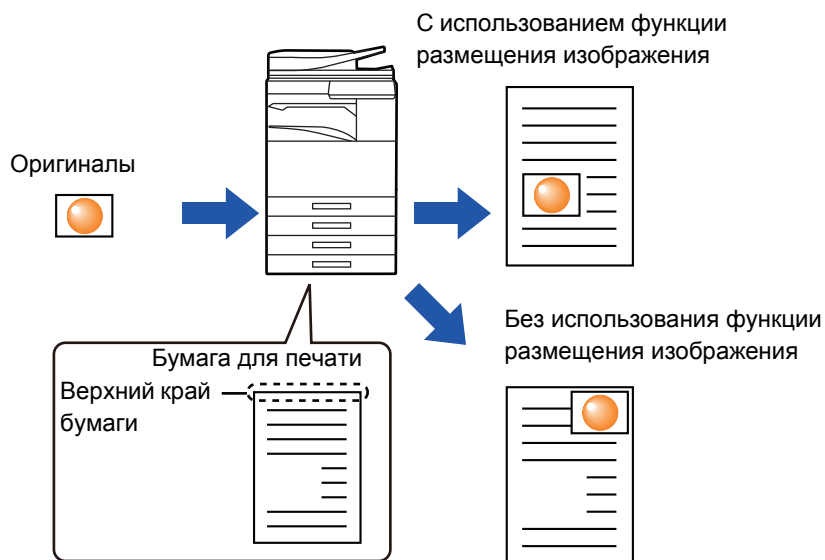 С использованием функции
размещения изображения
Оригиналы
Без использования функции
размещения изображения
Бумага для печати
Верхний край
бумаги